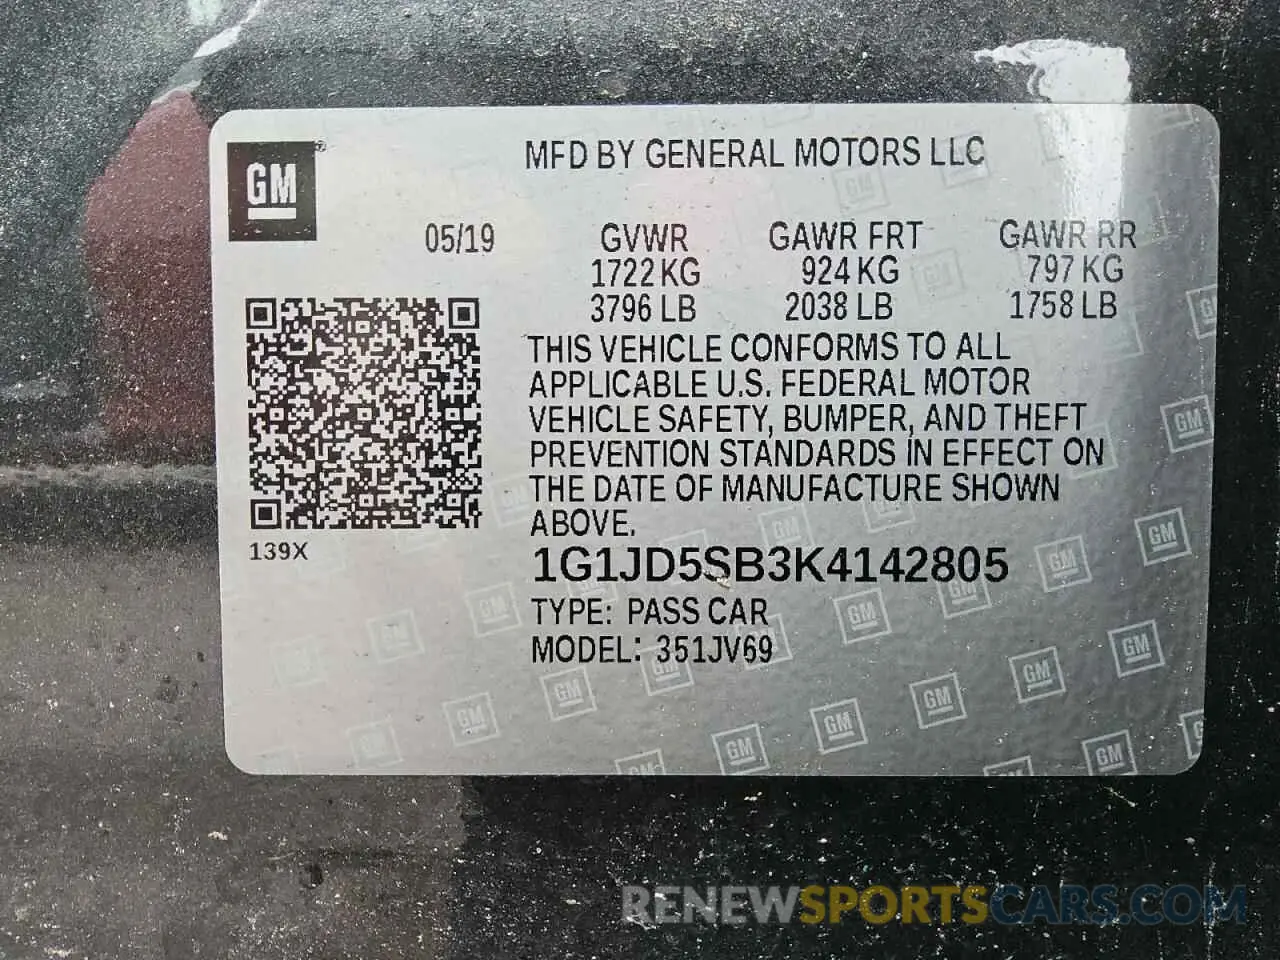 GM®
MFD BY GENERAL MOTORS LLC
05/19 GVWR GAWR FRT GAWR RR
1722 KG 924 KG 797 KG
3796 LB 2038 LB 1758 LB
THIS VEHICLE CONFORMS TO ALL
APPLICABLE U.S. FEDERAL MOTOR
VEHICLE SAFETY, BUMPER, AND THEFT
PREVENTION STANDARDS IN EFFECT ON
THE DATE OF MANUFACTURE SHOWN
ABOVE.
139X
1G1JD5SB3K4142805
TYPE: PASS CAR
MODEL: 351JV69
RENEWSPORTSCARS.COM